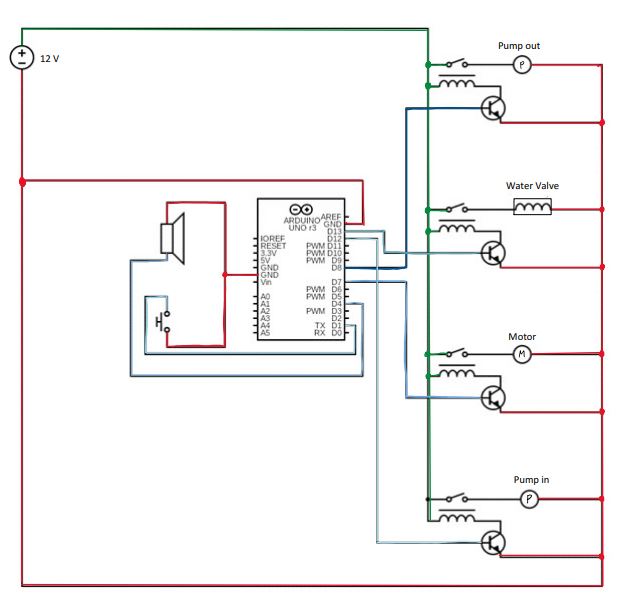 Pump out
12 V
P
Water Valve
ARDUINO
UNO r3
AREF
GND
D13
IOREF D12
RESET PWM D11
3.3V PWM D10
5V PWM D9
GND D8
GND
Vin D7
PWM D6
A0 PWM D5
A1 D4
A2 PWM D3
A3 D2
A4 TX D1
A5 RX D0
Motor
M
Pump in
P